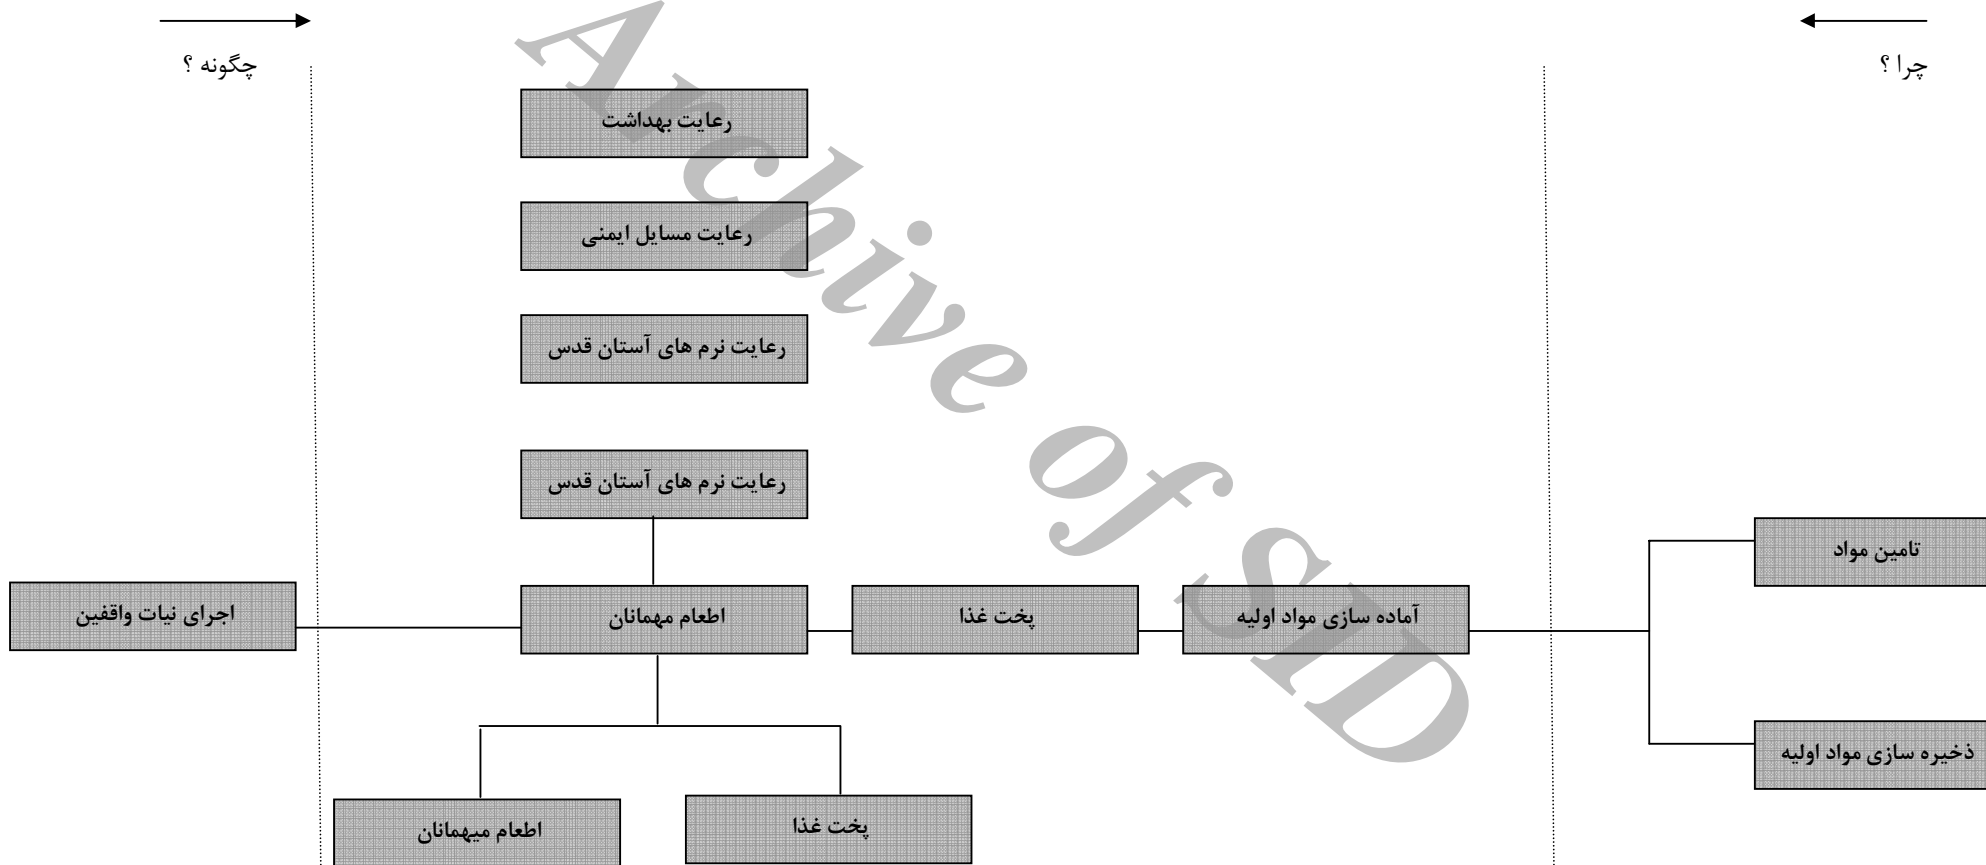 چرا ؟
چگونه ؟
رعایت بهداشت
رعایت مسایل ایمنی
رعایت نرم های آستان قدس
رعایت نرم های آستان قدس
تامین مواد
آماده سازی مواد اولیه
پخت غذا
اطعام مهمانان
اجرای نیات واقفین
ذخیره سازی مواد اولیه
پخت غذا
اطعام میهمانان
Archive of SID